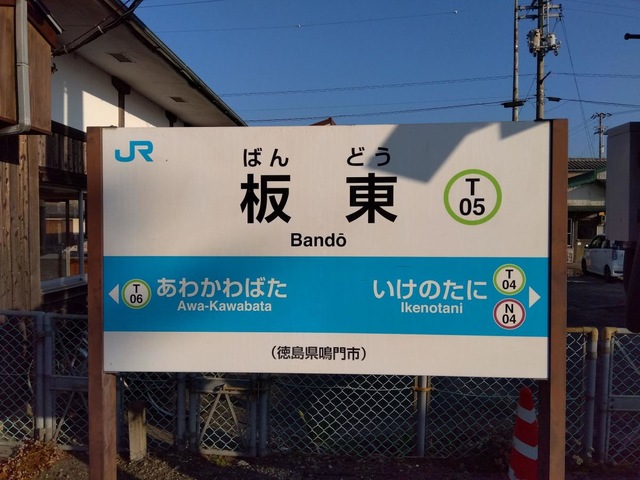 JR
ばん どう
板 東
T
05
Bandō
T
06
あわかわばた
Awa-Kawabata
いけのたに
Ikenotani
T
04
N
04
（徳島県鳴門市）